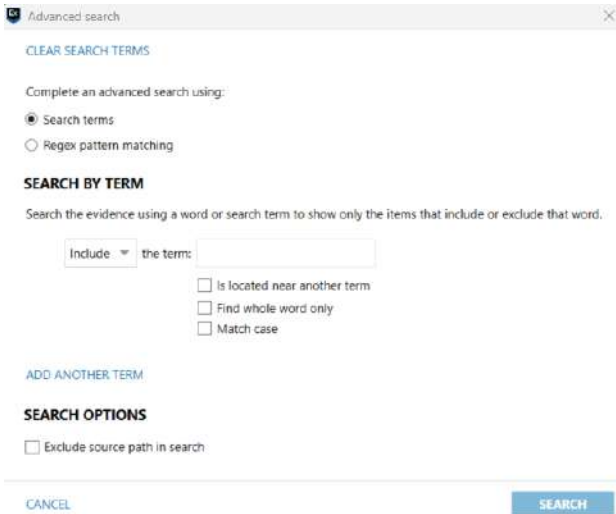 Ex Advanced search
CLEAR SEARCH TERMS
Complete an advanced search using:
Search terms
Regex pattern matching
SEARCH BY TERM
Search the evidence using a word or search term to show only the items that include or exclude that word.
Include the term:
Is located near another term
Find whole word only
Match case
ADD ANOTHER TERM
SEARCH OPTIONS
Exclude source path in search
CANCEL SEARCH